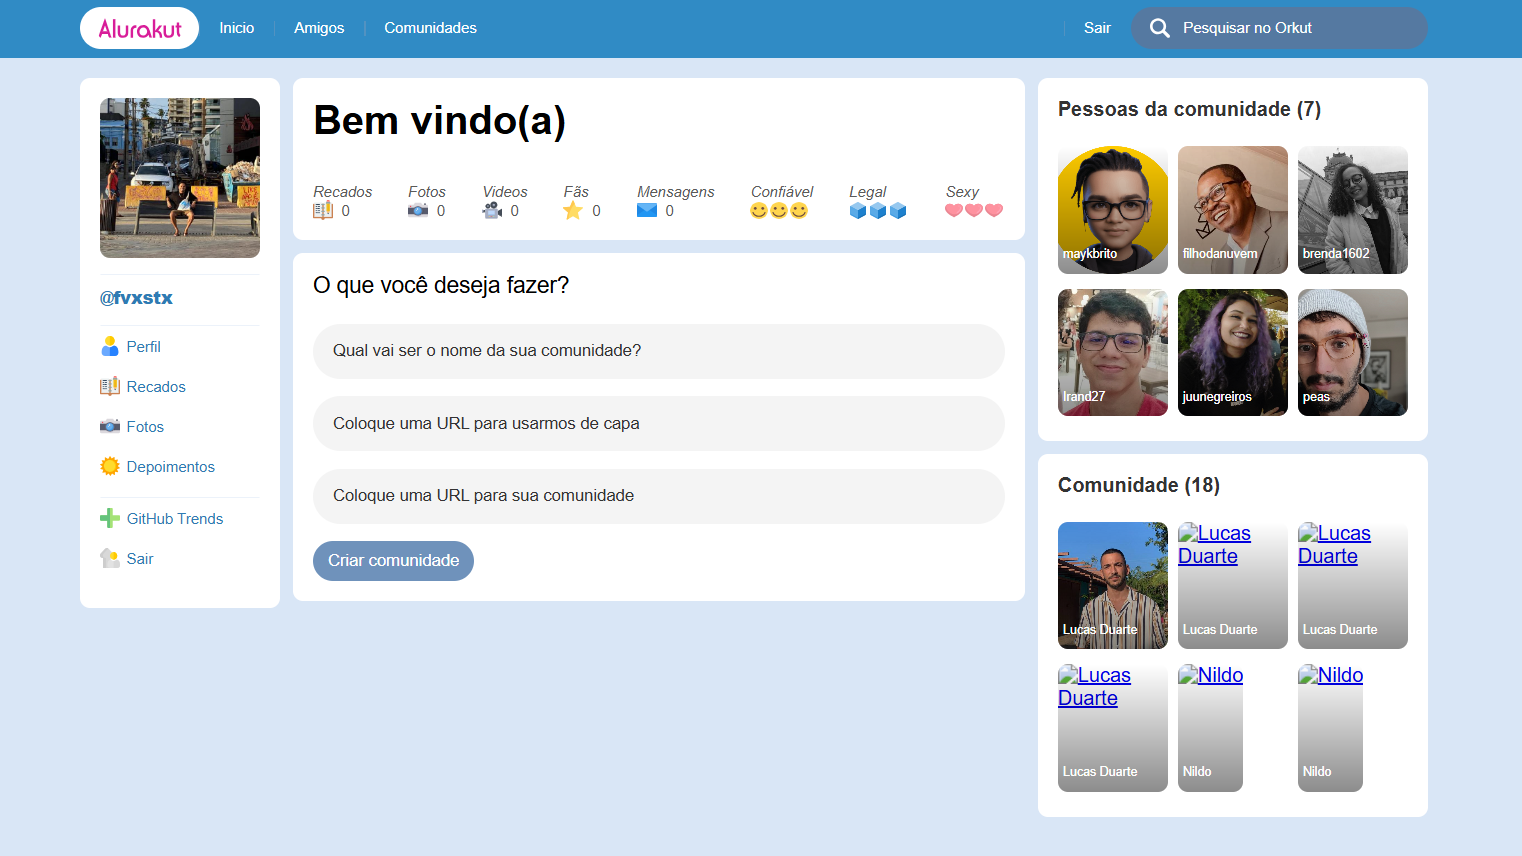 Alurakut
Inicio
Amigos
Comunidades
Sair
Pesquisar no Orkut
@fvxstx
Perfil
Recados
Fotos
Depoimentos
GitHub Trends
Sair
Bem vindo(a)
Recados
0
Fotos
0
Videos
0
Fãs
0
Mensagens
0
Confiável
Legal
Sexy
O que você deseja fazer?
Qual vai ser o nome da sua comunidade?
Coloque uma URL para usarmos de capa
Coloque uma URL para sua comunidade
Criar comunidade
Pessoas da comunidade (7)
maykbrito
filhodanuvem
brenda1602
lrand27
juunegreiros
peas
Comunidade (18)
Lucas Duarte
Lucas
Duarte
Lucas Duarte
Lucas
Duarte
Lucas Duarte
Lucas
Duarte
Lucas Duarte
Nildo
Nildo
Nildo
Nildo